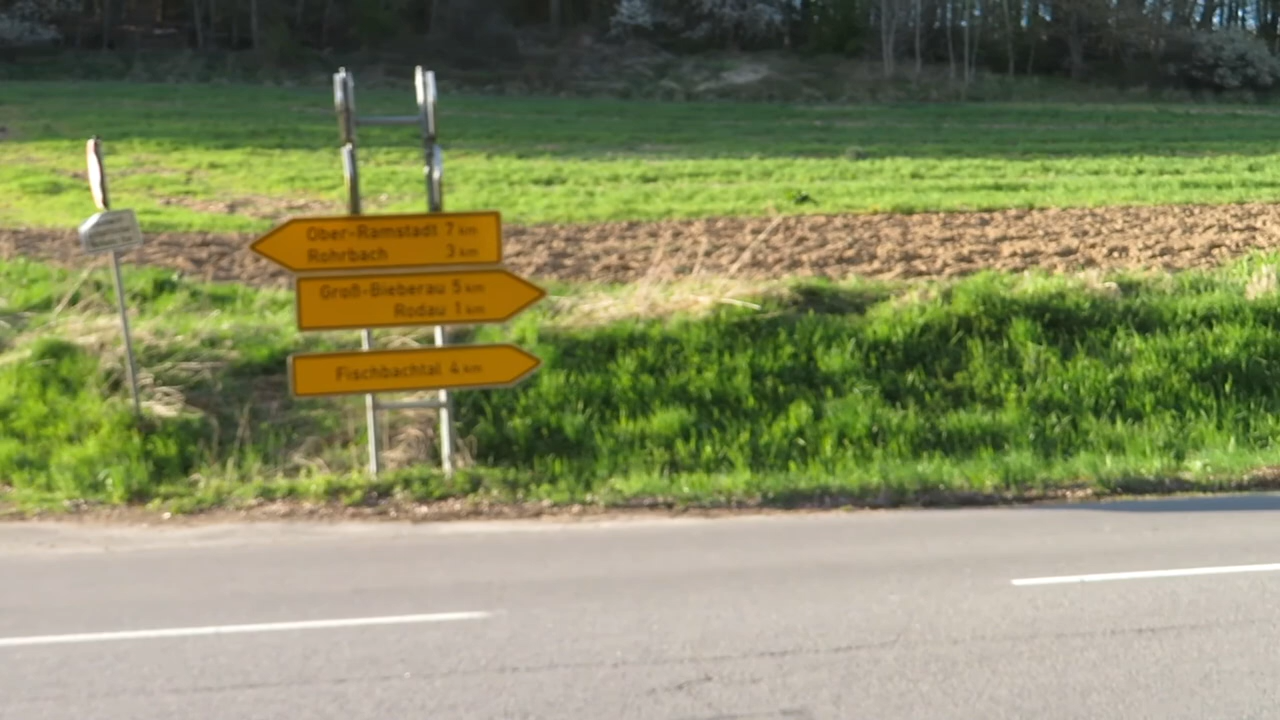 Ober-Ramstadt 7 km
Rohrbach 3 km
Groß-Bieberau 5 km
Rodau 1 km
Fischbachtal 4 km